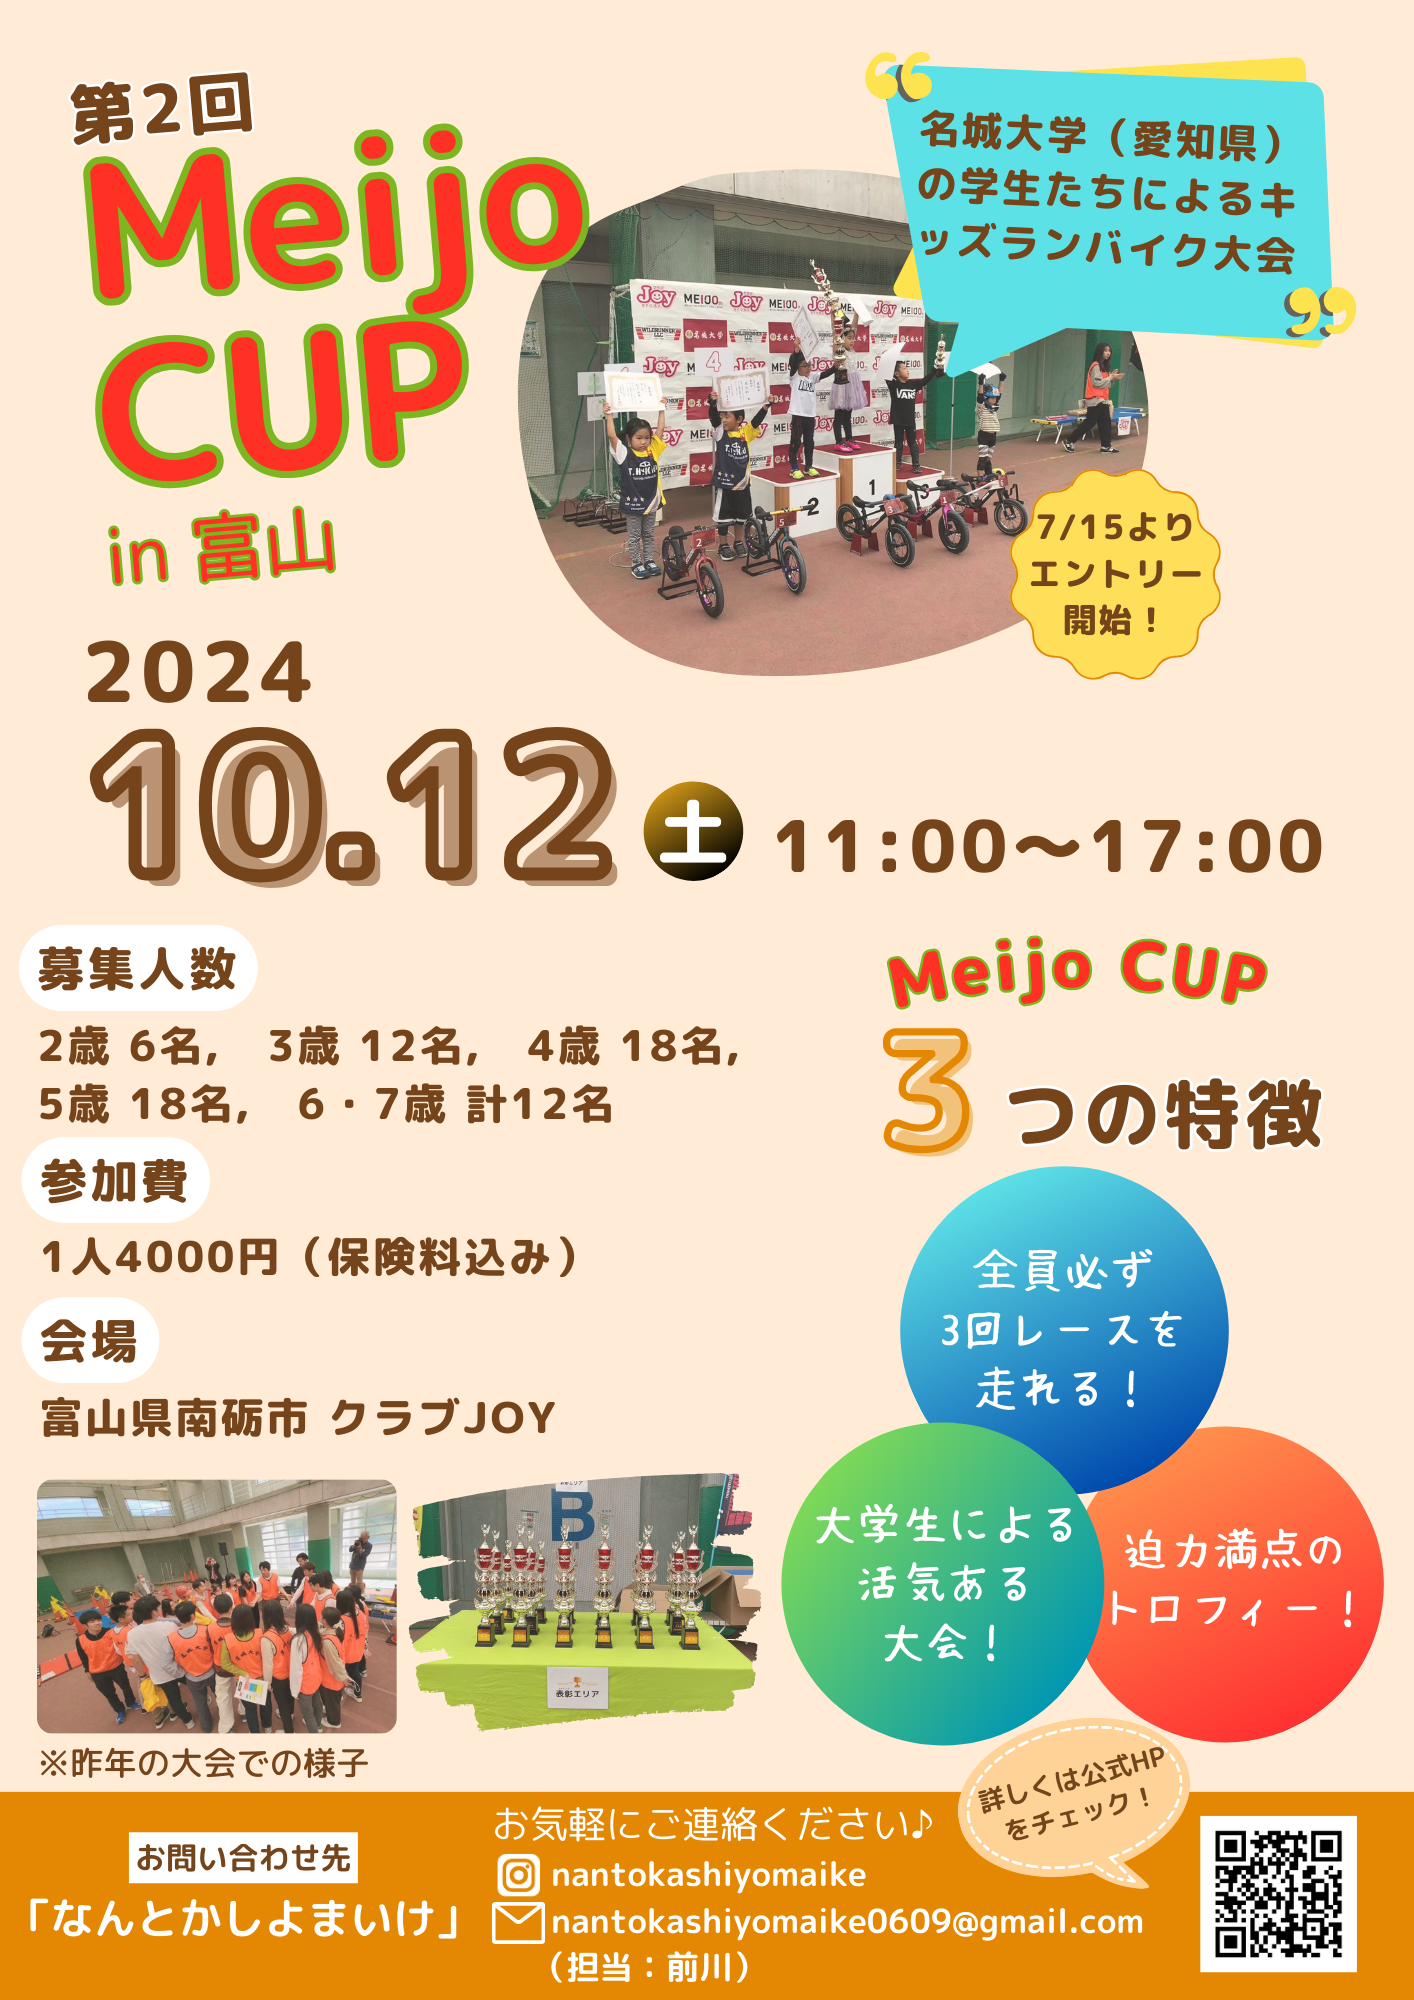 第2回
Meijo
CUP
in 富山
名城大学（愛知県）
の学生たちによるキ
ッズランバイク大会
7/15より
エントリー
開始！
2024
10.12 土 11:00〜17:00
募集人数
2歳 6名,　3歳 12名,　4歳 18名,
5歳 18名,　6・7歳 計12名
参加費
1人4000円（保険料込み）
会場
富山県南砺市 クラブJOY
Meijo CUP
3つの特徴
全員必ず
3回レースを
走れる！
大学生による
活気ある
大会！
迫力満点の
トロフィー！
B
表彰エリア
※昨年の大会での様子
詳しくは公式HP
をチェック！
お問い合わせ先
「なんとかしよまいけ」
お気軽にご連絡ください♪
nantokashiyomaike
nantokashiyomaike0609@gmail.com
（担当：前川）